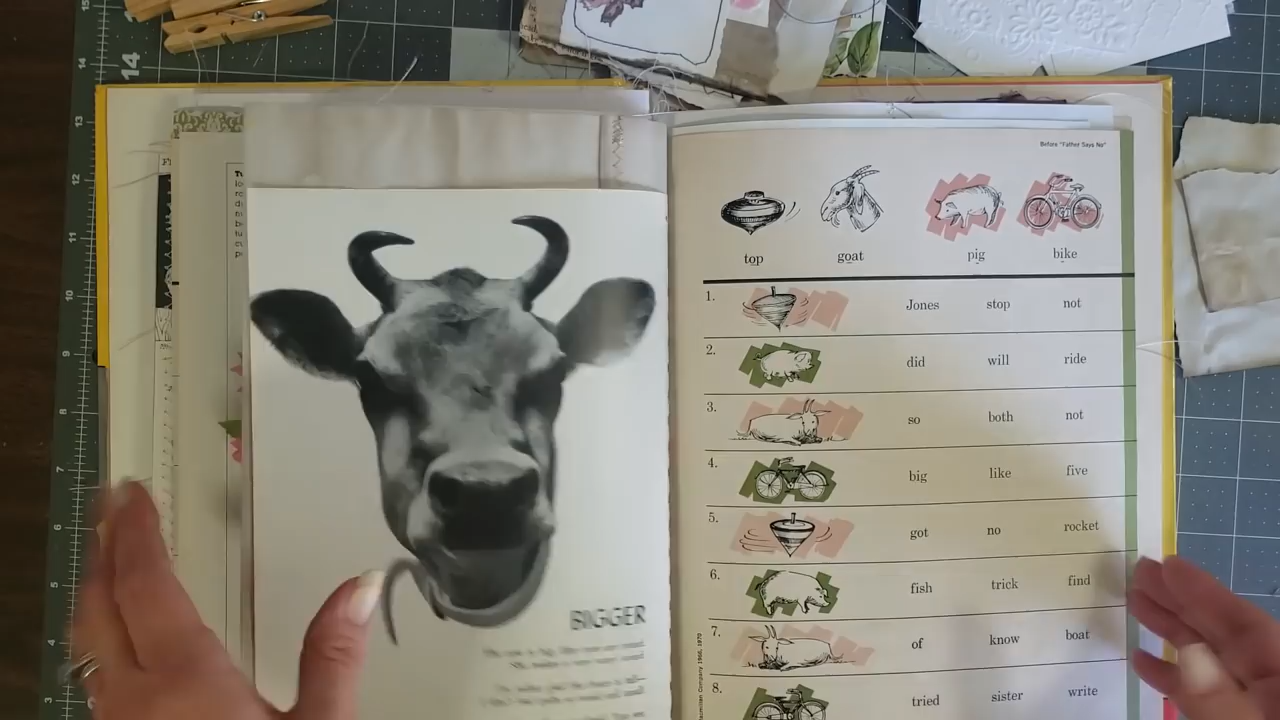 14
BIGGER
Before "Father Says No"
top goat pig bike
1. Jones stop not
2. did will ride
3. so both not
4. big like five
5. got no rocket
6. fish trick find
7. of know boat
8. tried sister write
13
12
11
10
9
8
7
6
5
4
3